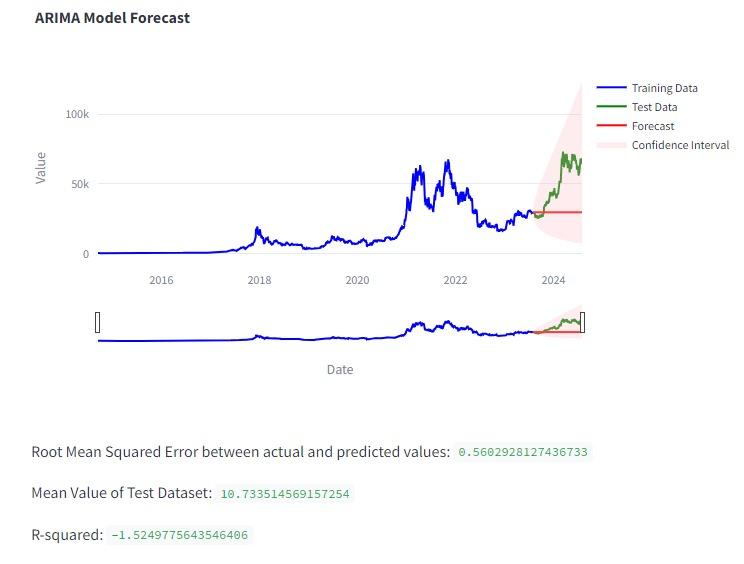 ARIMA Model Forecast
Training Data
Test Data
Forecast
Confidence Interval
Value
100k
50k
0
2016 2018 2020 2022 2024
Date
Root Mean Squared Error between actual and predicted values: 0.5602928127436733
Mean Value of Test Dataset: 10.733514569157254
R-squared: -1.5249775643546406